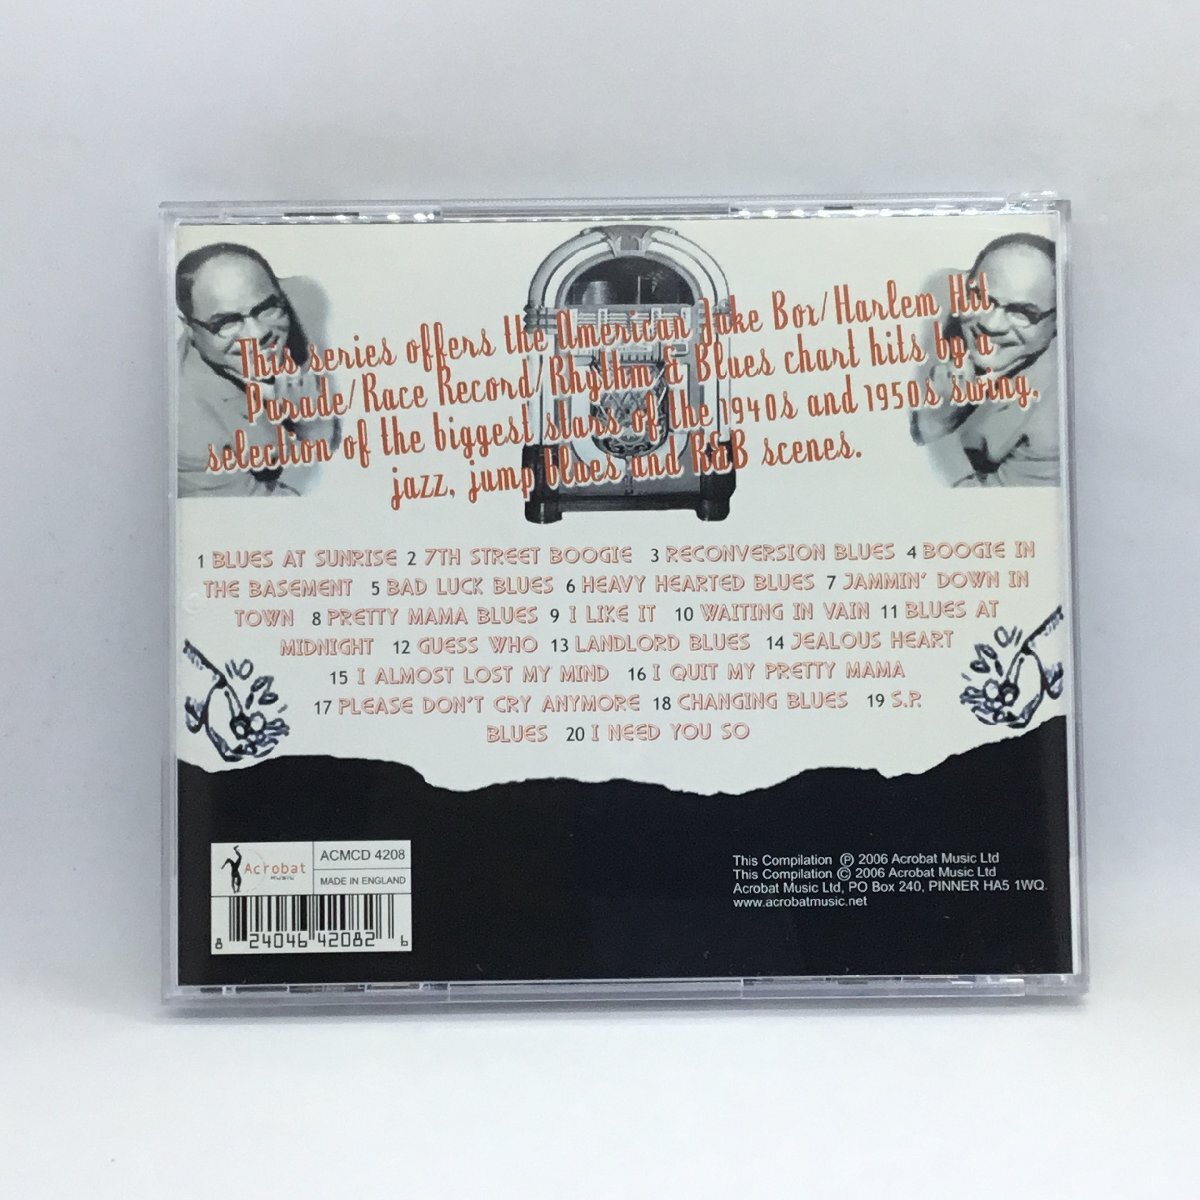 This series offers the American Juke Box/Harlem Hit
Parade/Race Record/Rhythm & Blues chart hits by a
selection of the biggest stars of the 1940s and 1950s swing,
jazz, jump blues and R&B scenes.
1 BLUES AT SUNRISE 2 7TH STREET BOOGIE 3 RECONVERSION BLUES 4 BOOGIE IN
THE BASEMENT 5 BAD LUCK BLUES 6 HEAVY HEARTED BLUES 7 JAMMIN' DOWN IN
TOWN 8 PRETTY MAMA BLUES 9 I LIKE IT 10 WAITING IN VAIN 11 BLUES AT
MIDNIGHT 12 GUESS WHO 13 LANDLORD BLUES 14 JEALOUS HEART
15 I ALMOST LOST MY MIND 16 I QUIT MY PRETTY MAMA
17 PLEASE DON'T CRY ANYMORE 18 CHANGING BLUES 19 S.P.
BLUES 20 I NEED YOU SO
Acrobat
MUSIC
ACMCD 4208
MADE IN ENGLAND
8 24046 42082 6
This Compilation ℗ 2006 Acrobat Music Ltd
This Compilation © 2006 Acrobat Music Ltd
Acrobat Music Ltd, PO Box 240, PINNER HA5 1WQ.
www.acrobatmusic.net